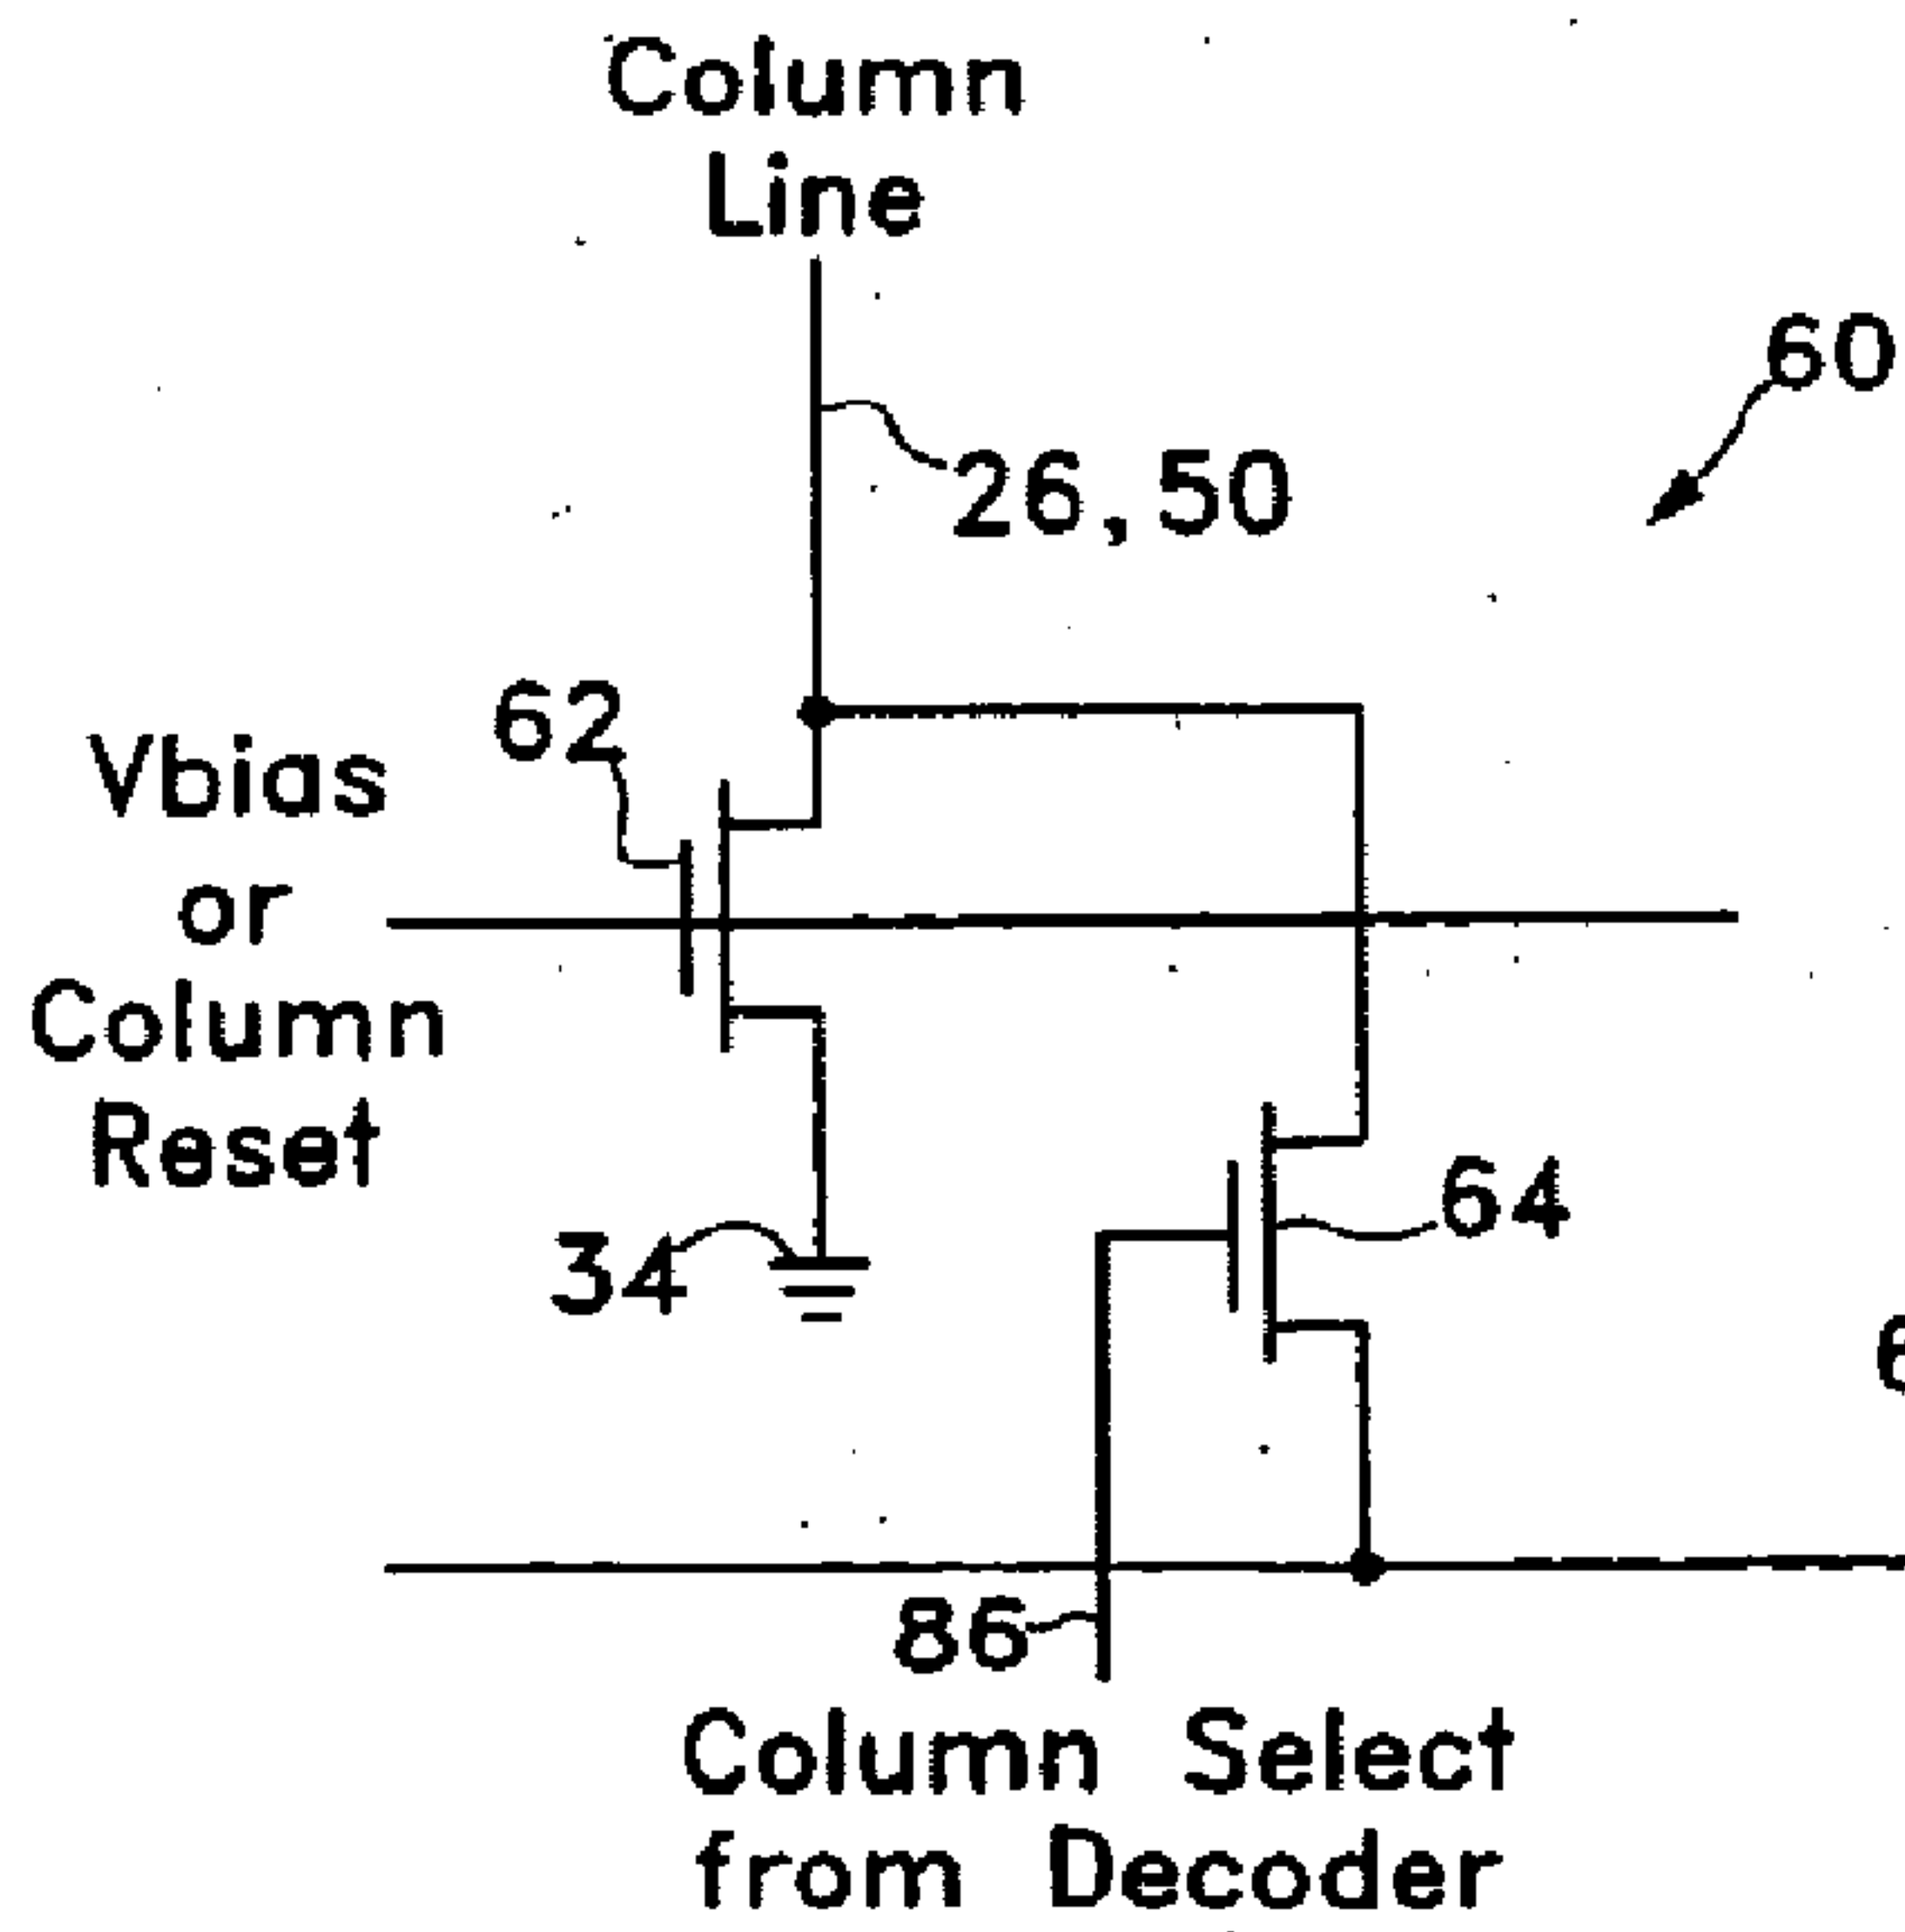 Column
Line
60
26,50
62
Vbias
or
Column
Reset
64
34
86
Column Select
from Decoder